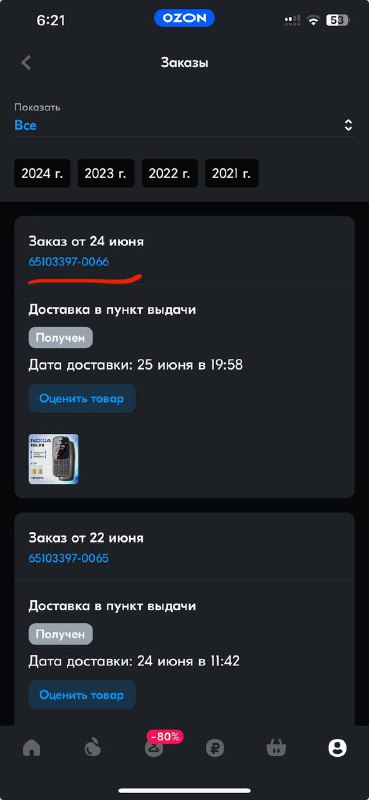 6:21
OZON
53
Заказы
Показать
Все
2024 г.
2023 г.
2022 г.
2021 г.
Заказ от 24 июня
65103397-0066
Доставка в пункт выдачи
Получен
Дата доставки: 25 июня в 19:58
Оценить товар
NOKIA
Заказ от 22 июня
65103397-0065
Доставка в пункт выдачи
Получен
Дата доставки: 24 июня в 11:42
Оценить товар
-80%
₽